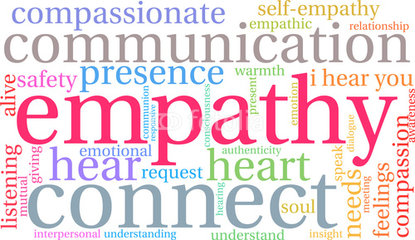 compassionate
self-empathy
empathic
relationship
communication
safety
presence
warmth
i hear you
alive
communion
consciousness
present
emotion
awareness
empathy
listening
mutual
giving
emotional
authenticity
hear
request
heart
hearing
speak
dialogue
needs
meeting
feelings
compassion
connect
soul
interpersonal
understanding
understand
insight